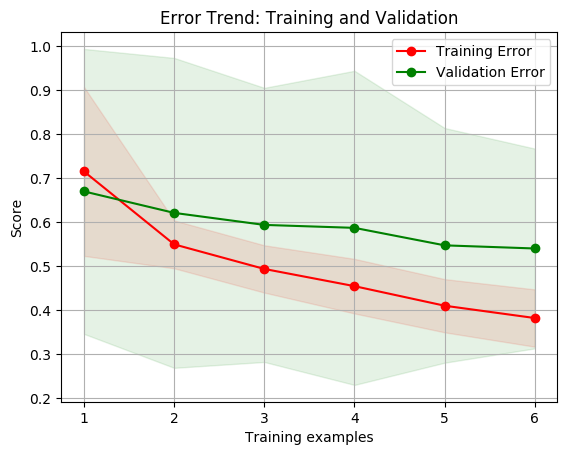 Error Trend: Training and Validation
Training Error
Validation Error
1.0
0.9
0.8
0.7
0.6
0.5
0.4
0.3
0.2
Score
1 2 3 4 5 6
Training examples